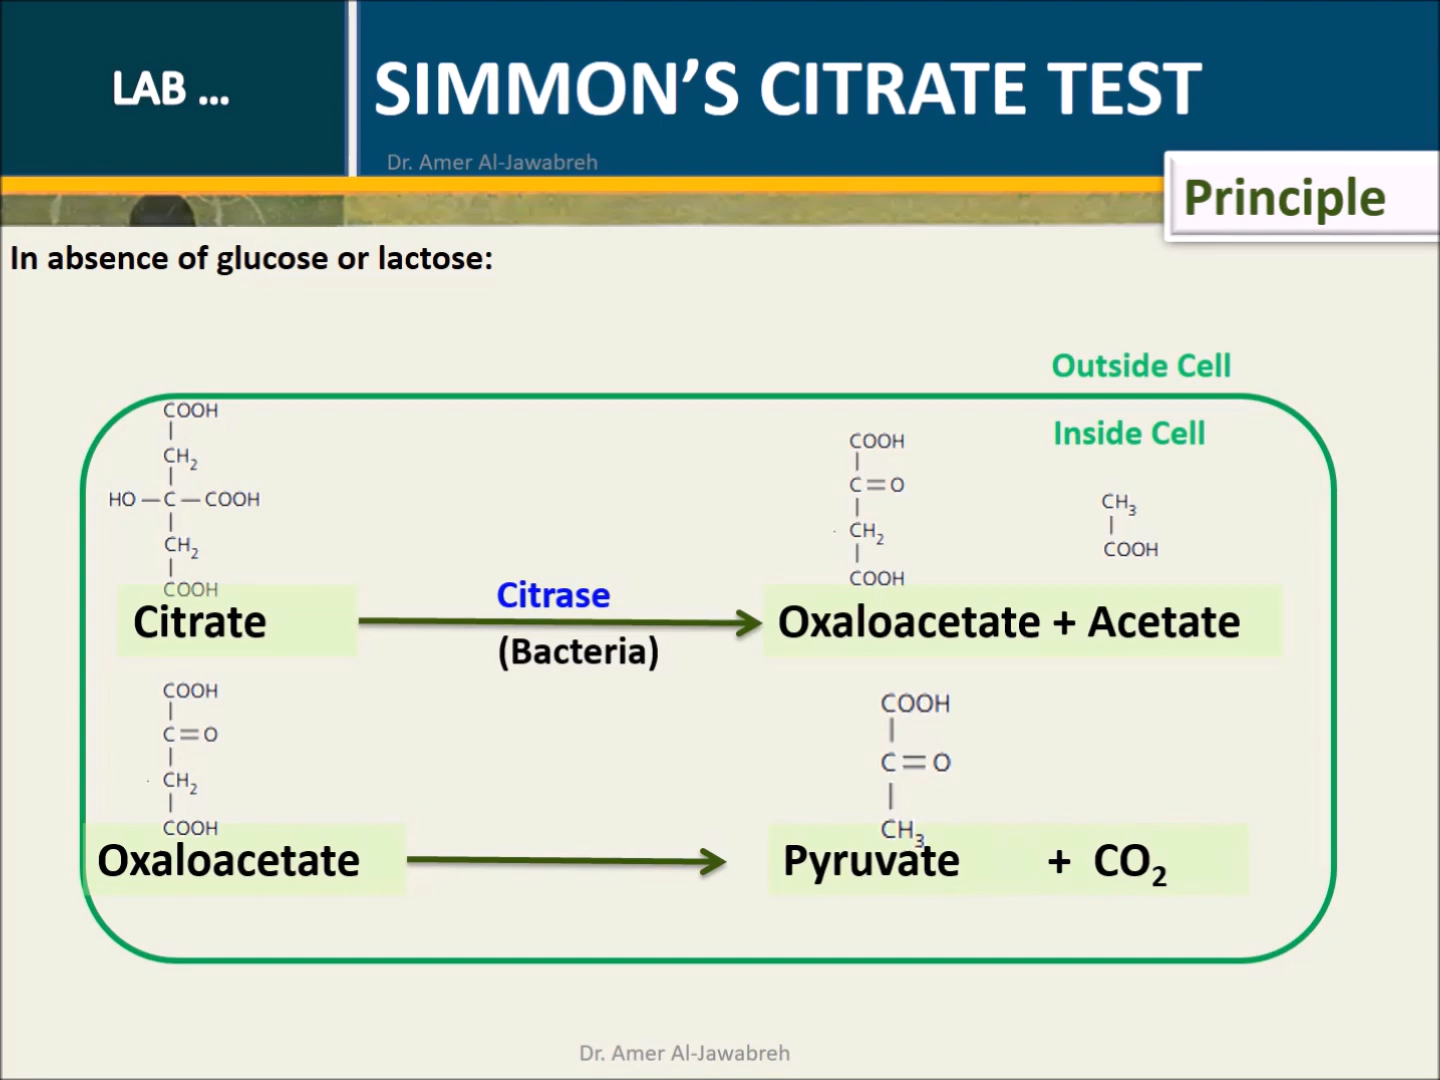 LAB ...
SIMMON'S CITRATE TEST
Dr. Amer Al-Jawabreh
Principle
In absence of glucose or lactose:
Outside Cell
Inside Cell
COOH
CH2
HO — C — COOH
CH2
COOH
Citrate
Citrase
(Bacteria)
COOH
C=O
CH2
COOH
CH3
COOH
Oxaloacetate + Acetate
COOH
C=O
CH2
COOH
Oxaloacetate
COOH
C=O
CH3
Pyruvate + CO2
Dr. Amer Al-Jawabreh